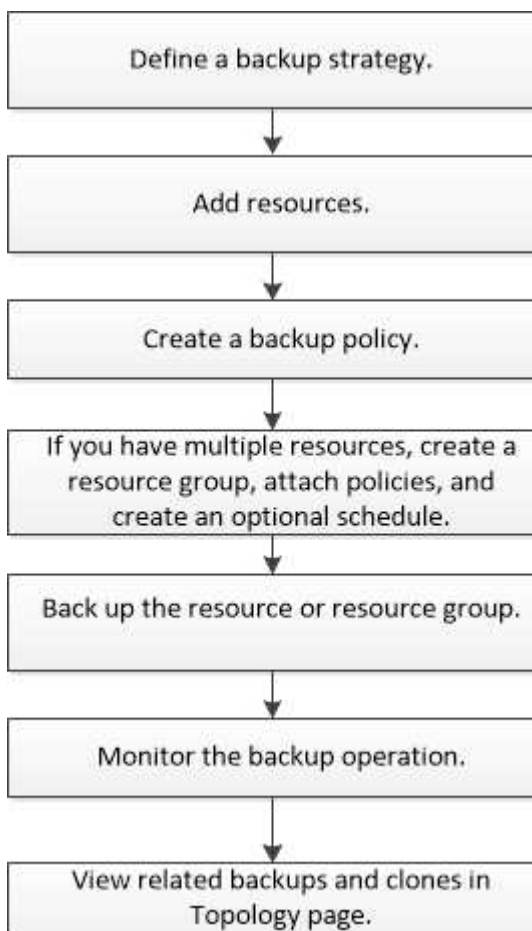 Define a backup strategy.
Add resources.
Create a backup policy.
If you have multiple resources, create a
resource group, attach policies, and
create an optional schedule.
Back up the resource or resource group.
Monitor the backup operation.
View related backups and clones in
Topology page.